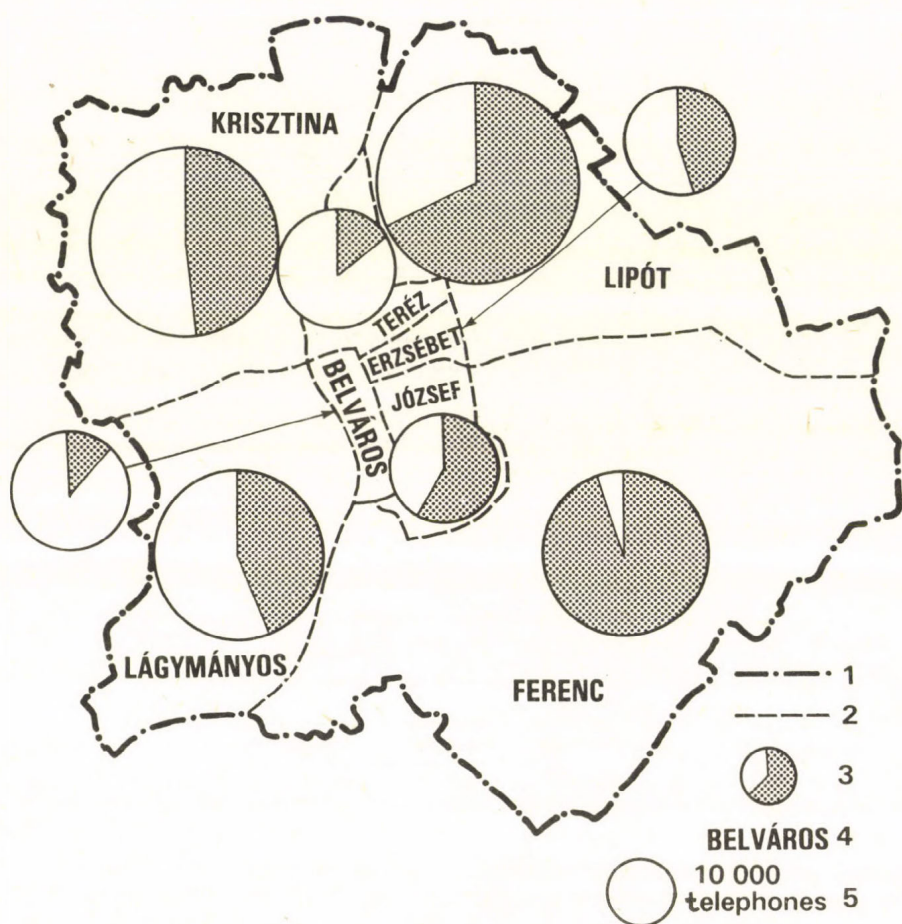 KRISZTINA
LIPÓT
TERÉZ
ERZSÉBET
BELVÁROS
JÓZSEF
LÁGYMÁNYOS
FERENC
1
2
3
BELVÁROS 4
10 000
telephones 5